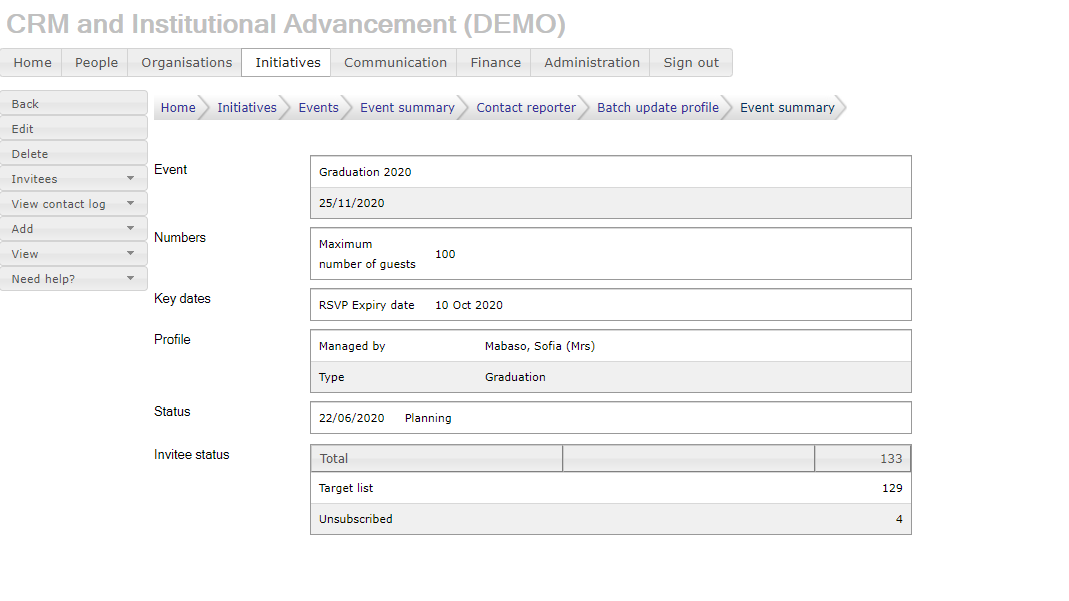 CRM and Institutional Advancement (DEMO)
Home People Organisations Initiatives Communication Finance Administration Sign out
Back
Edit
Delete
Invitees
View contact log
Add
View
Need help?
Home Initiatives Events Event summary Contact reporter Batch update profile Event summary
Event
Graduation 2020
25/11/2020
Numbers
Maximum
number of guests 100
Key dates
RSVP Expiry date 10 Oct 2020
Profile
Managed by Mabaso, Sofia (Mrs)
Type Graduation
Status
22/06/2020 Planning
Invitee status
Total 133
Target list 129
Unsubscribed 4